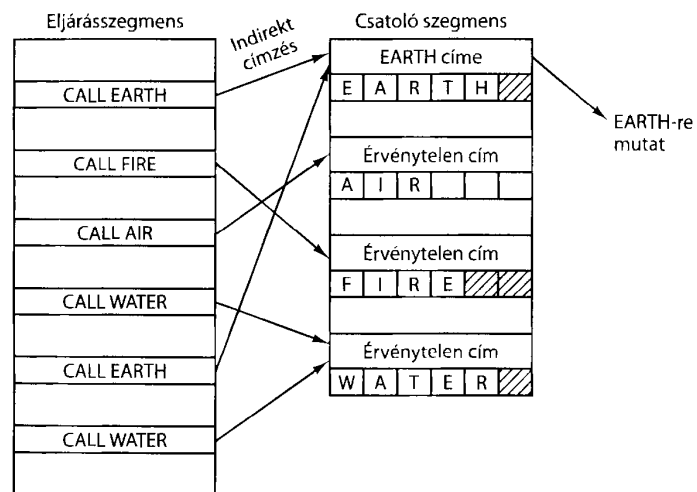 Eljárásszegmens
CALL EARTH
CALL FIRE
CALL AIR
CALL WATER
CALL EARTH
CALL WATER
Indirekt
címzés
Csatoló szegmens
EARTH címe
E A R T H
Érvénytelen cím
A I R
Érvénytelen cím
F I R E
Érvénytelen cím
W A T E R
EARTH-re
mutat